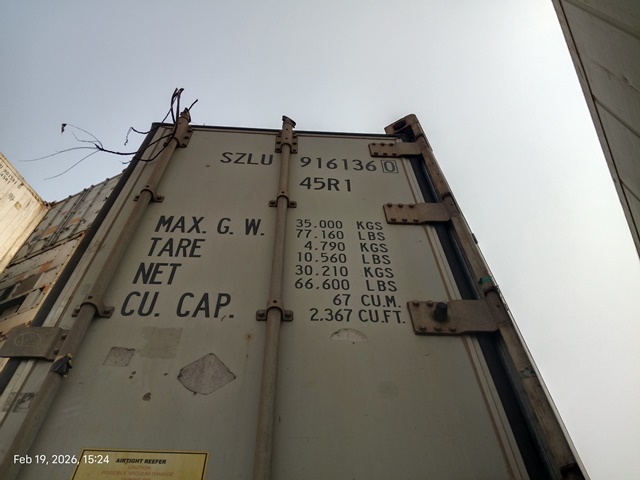 SZLU 916136 0
45R1
MAX. G. W. 35.000 KGS
77.160 LBS
TARE 4.790 KGS
10.560 LBS
NET 30.210 KGS
66.600 LBS
CU. CAP. 67 CU.M.
2.367 CU.FT.
AIRTIGHT REEFER
CAUTION
Feb 19, 2026, 15:24